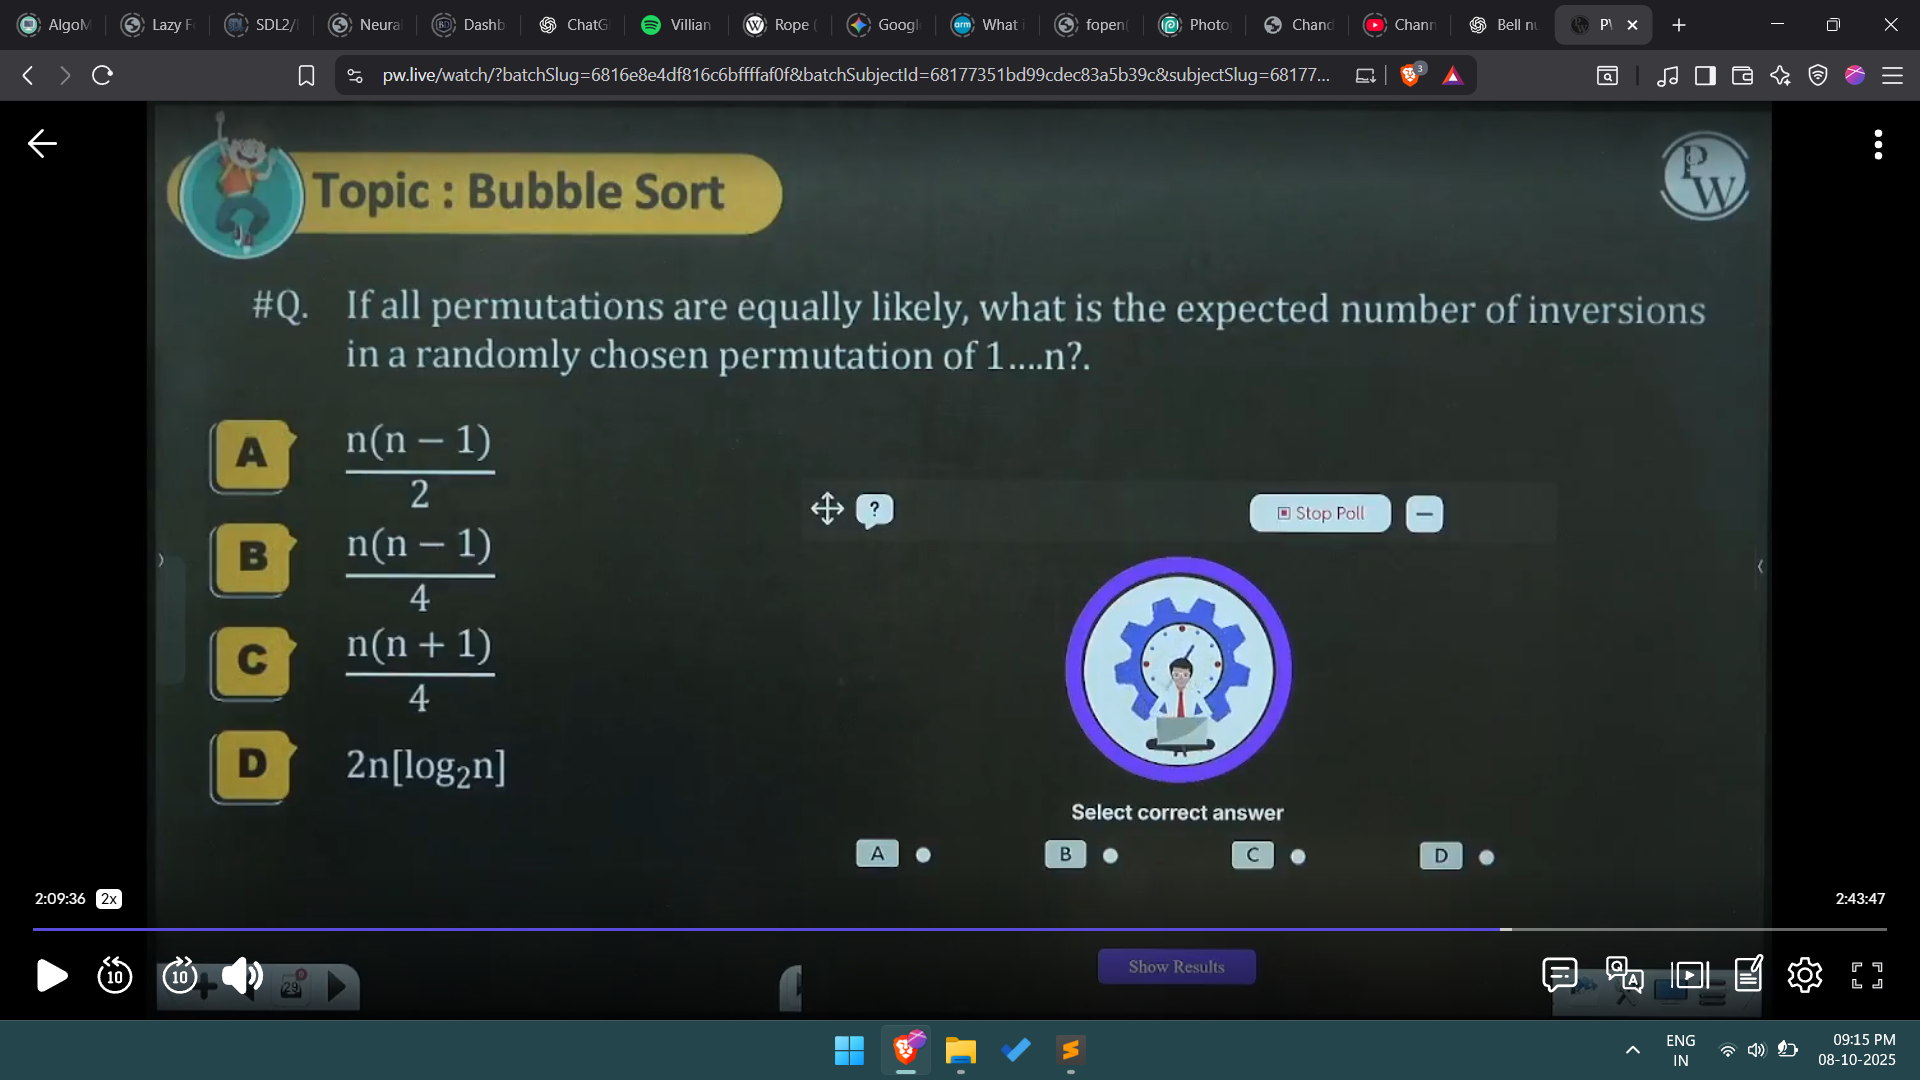 AlgoM
Lazy F
SDL2/
Neura
Dashb
ChatG
Villian
Rope (
Googl
What i
fopen(
Photo
Chand
Chann
Bell nu
pw.live/watch/?batchSlug=6816e8e4df816c6bffffaf0f&batchSubjectId=68177351bd99cdec83a5b39c&subjectSlug=68177...
3
Topic : Bubble Sort
PW
#Q. If all permutations are equally likely, what is the expected number of inversions
in a randomly chosen permutation of 1....n?.
A n(n − 1)
2
B n(n − 1)
4
C n(n + 1)
4
D 2n[log₂n]
? Stop Poll
Select correct answer
A B C D
2:09:36 2x 2:43:47
10 10
29
Show Results
ENG
IN
09:15 PM
08-10-2025